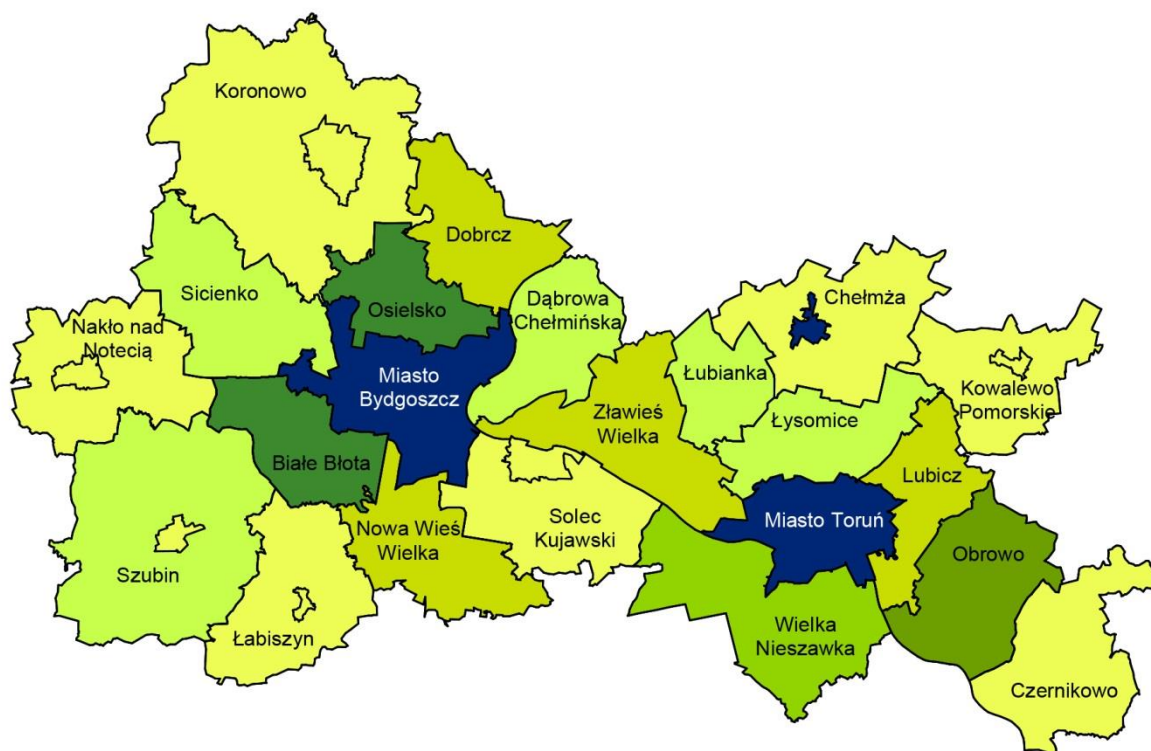 Koronowo
Dobrcz
Sicienko
Osielsko
Dąbrowa
Chełmińska
Chełmża
Nakło nad
Notecią
Miasto
Bydgoszcz
Łubianka
Kowalewo
Pomorskie
Zławieś
Wielka
Łysomice
Białe Błota
Lubicz
Nowa Wieś
Wielka
Solec
Kujawski
Miasto Toruń
Obrowo
Szubin
Łabiszyn
Wielka
Nieszawka
Czernikowo